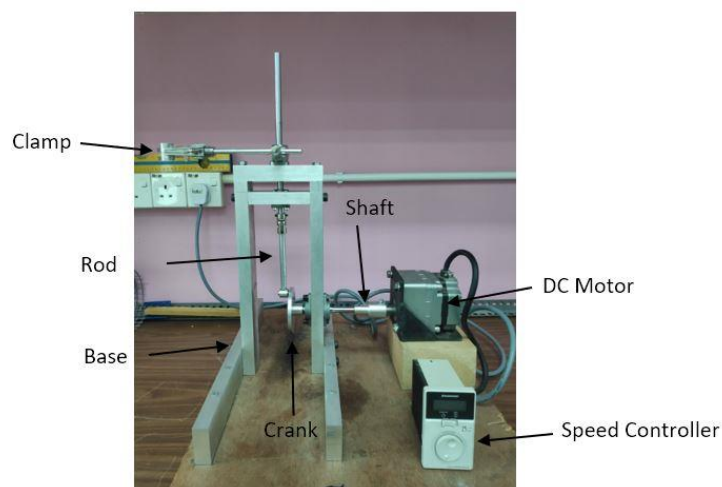 Clamp
Shaft
Rod
DC Motor
Base
Crank
Speed Controller